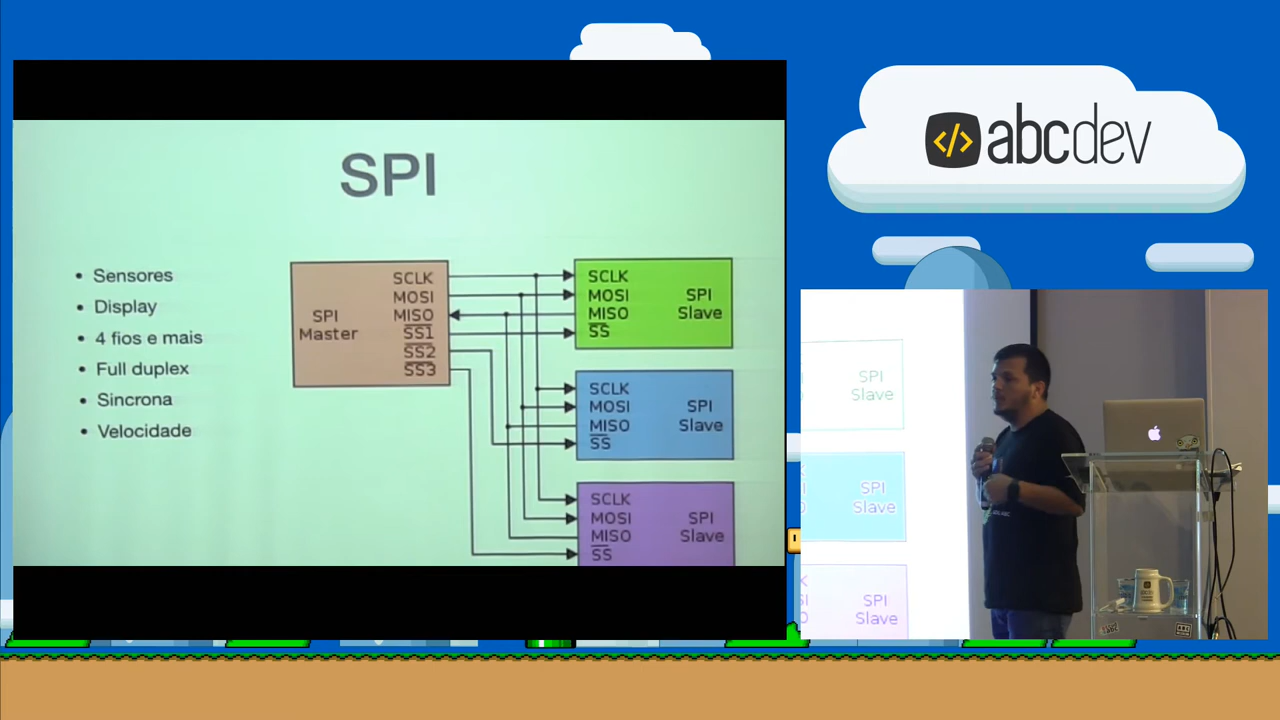 SPI
• Sensores
• Display
• 4 fios e mais
• Full duplex
• Sincrona
• Velocidade
SPI
Master
SCLK
MOSI
MISO
SS1
SS2
SS3
SCLK
MOSI
MISO
SS
SPI
Slave
SCLK
MOSI
MISO
SS
SPI
Slave
SCLK
MOSI
MISO
SS
SPI
Slave
</> abcdev
SPI
Slave
SPI
Slave
SPI
Slave